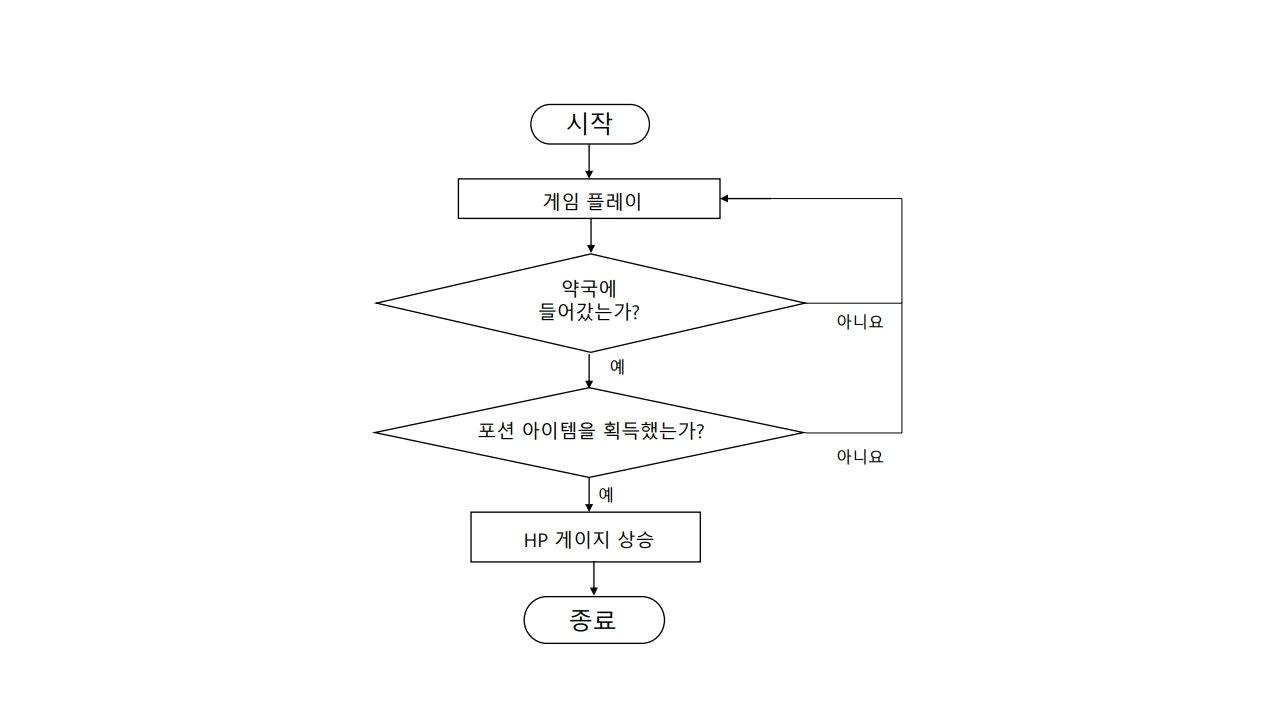 시작
게임 플레이
약국에
들어갔는가?
아니요
예
포션 아이템을 획득했는가?
아니요
예
HP 게이지 상승
종료